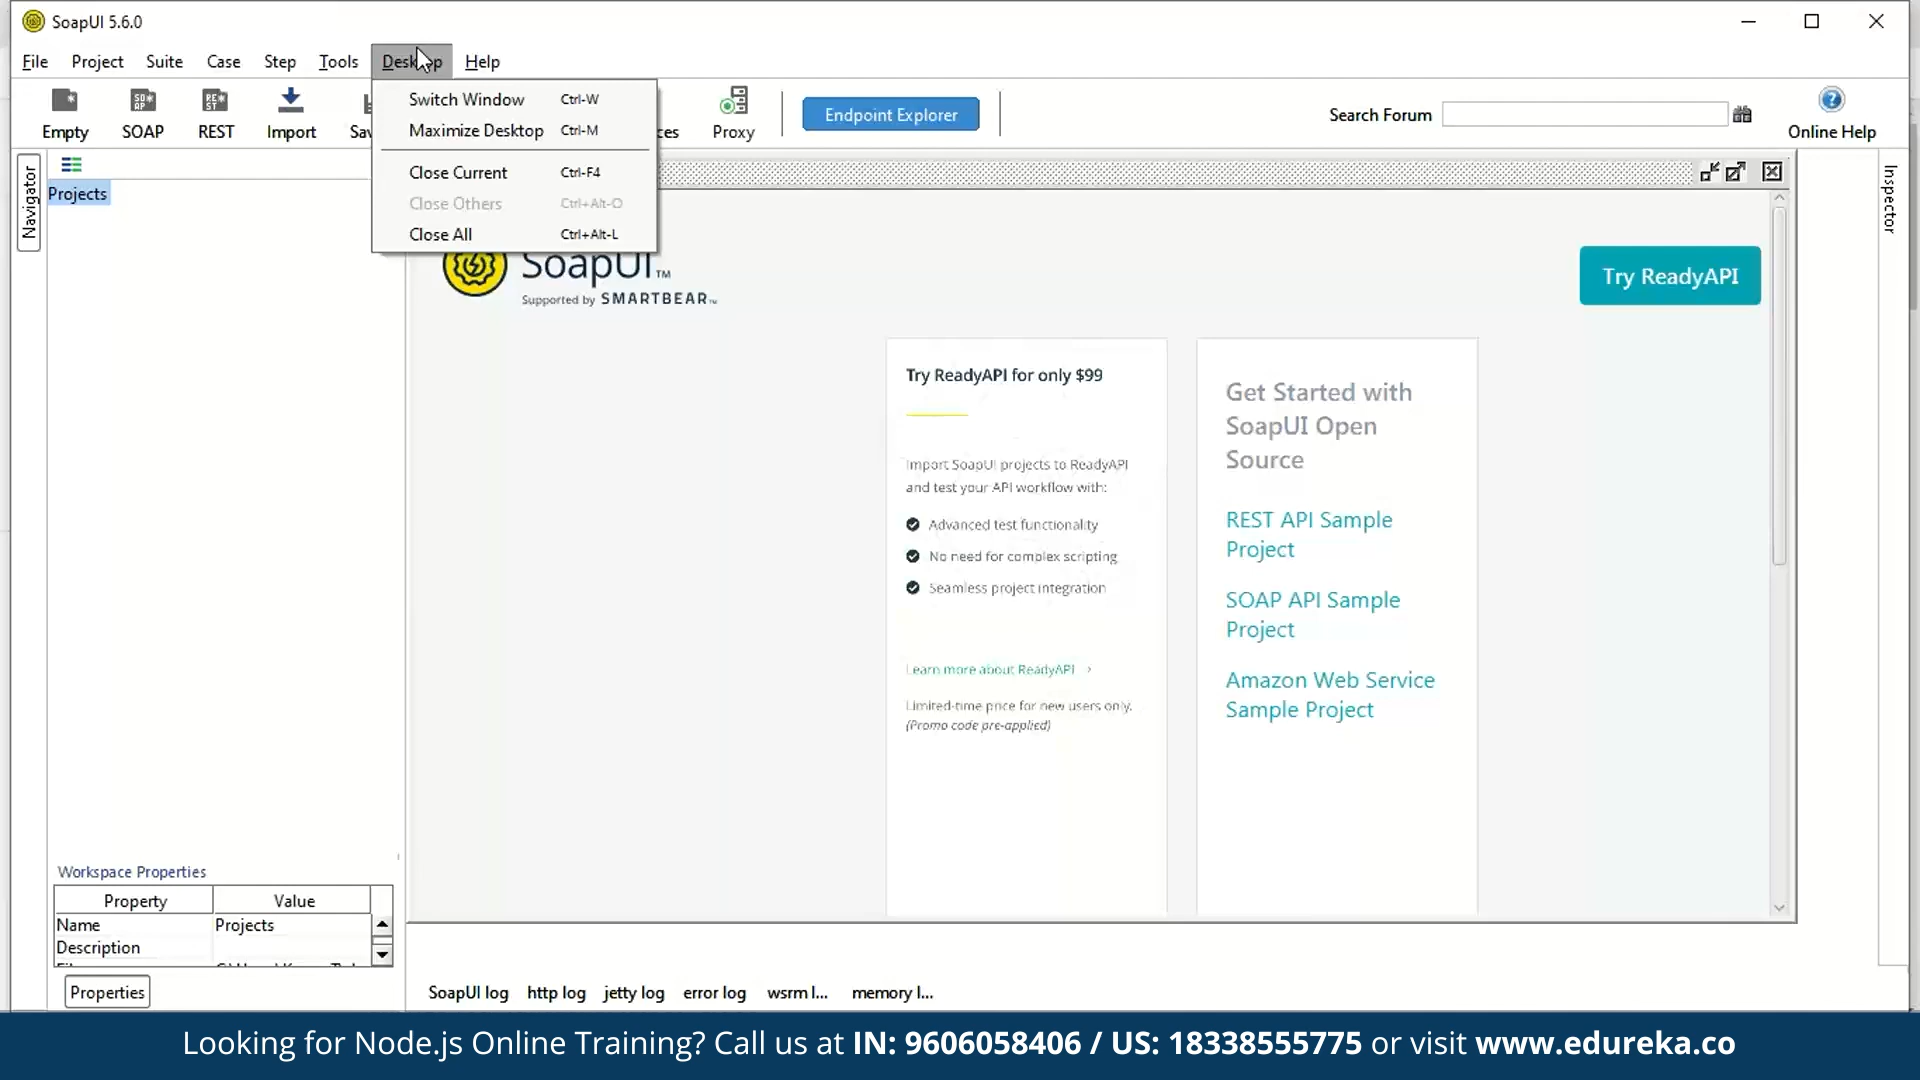 SoapUI 5.6.0
File Project Suite Case Step Tools Desktop Help
Empty SOAP REST Import Proxy
Endpoint Explorer
Search Forum
Online Help
Switch Window Ctrl-W
Maximize Desktop Ctrl-M
Close Current Ctrl-F4
Close Others Ctrl+Alt-O
Close All Ctrl+Alt-L
Navigator
Projects
Inspector
SoapUI™
Supported by SMARTBEAR™
Try ReadyAPI
Try ReadyAPI for only $99
Import SoapUI projects to ReadyAPI
and test your API workflow with:
Advanced test functionality
No need for complex scripting
Seamless project integration
Learn more about ReadyAPI
Limited-time price for new users only.
(Promo code pre-applied)
Get Started with
SoapUI Open
Source
REST API Sample
Project
SOAP API Sample
Project
Amazon Web Service
Sample Project
Workspace Properties
Property Value
Name Projects
Description
Properties
SoapUI log http log jetty log error log wsrm l... memory l...
Looking for Node.js Online Training? Call us at IN: 9606058406 / US: 18338555775 or visit www.edureka.co